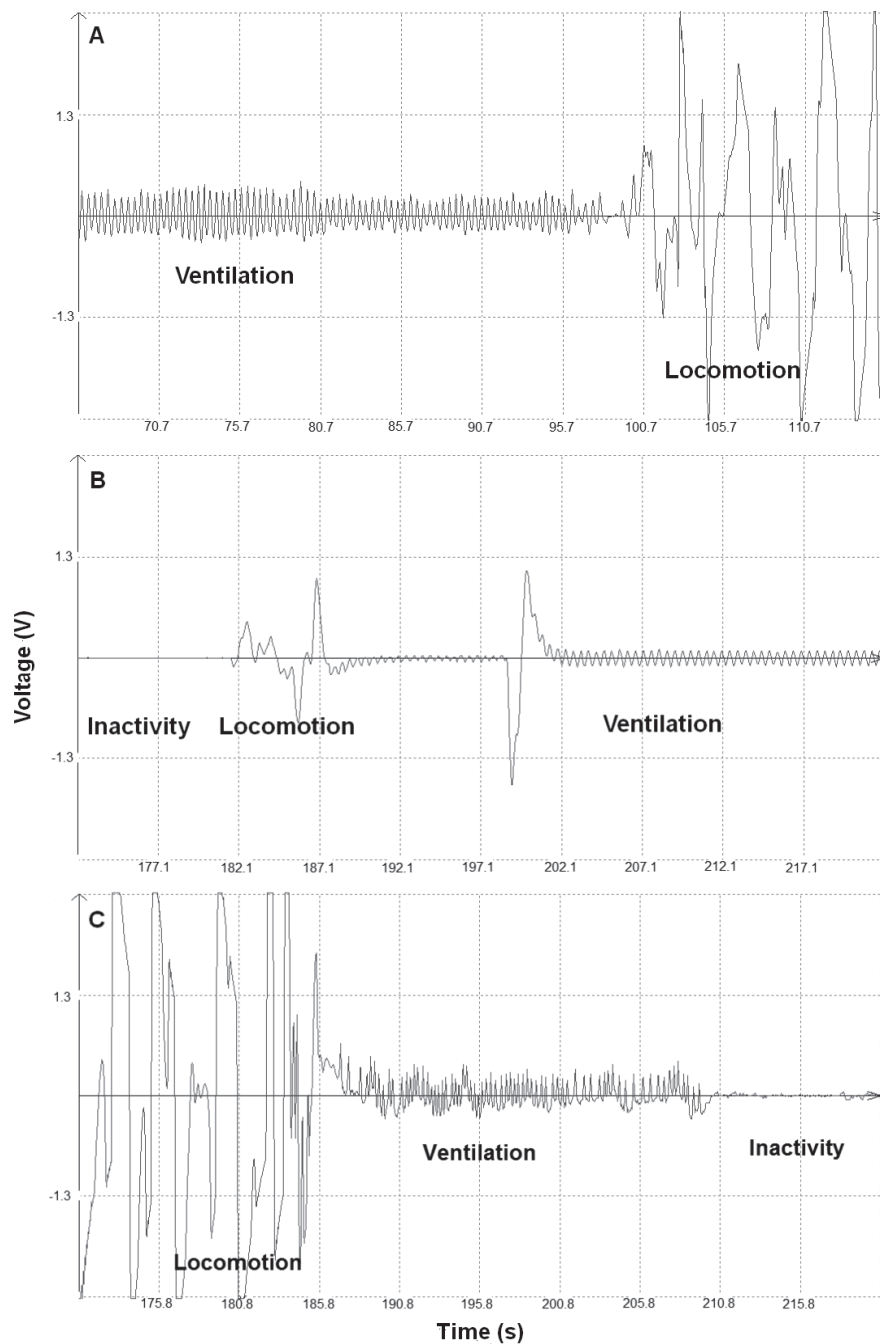 A
1.3
Ventilation
-1.3
Locomotion
70.7 75.7 80.7 85.7 90.7 95.7 100.7 105.7 110.7
B
1.3
Voltage (V)
Inactivity Locomotion Ventilation
-1.3
177.1 182.1 187.1 192.1 197.1 202.1 207.1 212.1 217.1
C
1.3
Ventilation Inactivity
-1.3
Locomotion
175.8 180.8 185.8 190.8 195.8 200.8 205.8 210.8 215.8
Time (s)